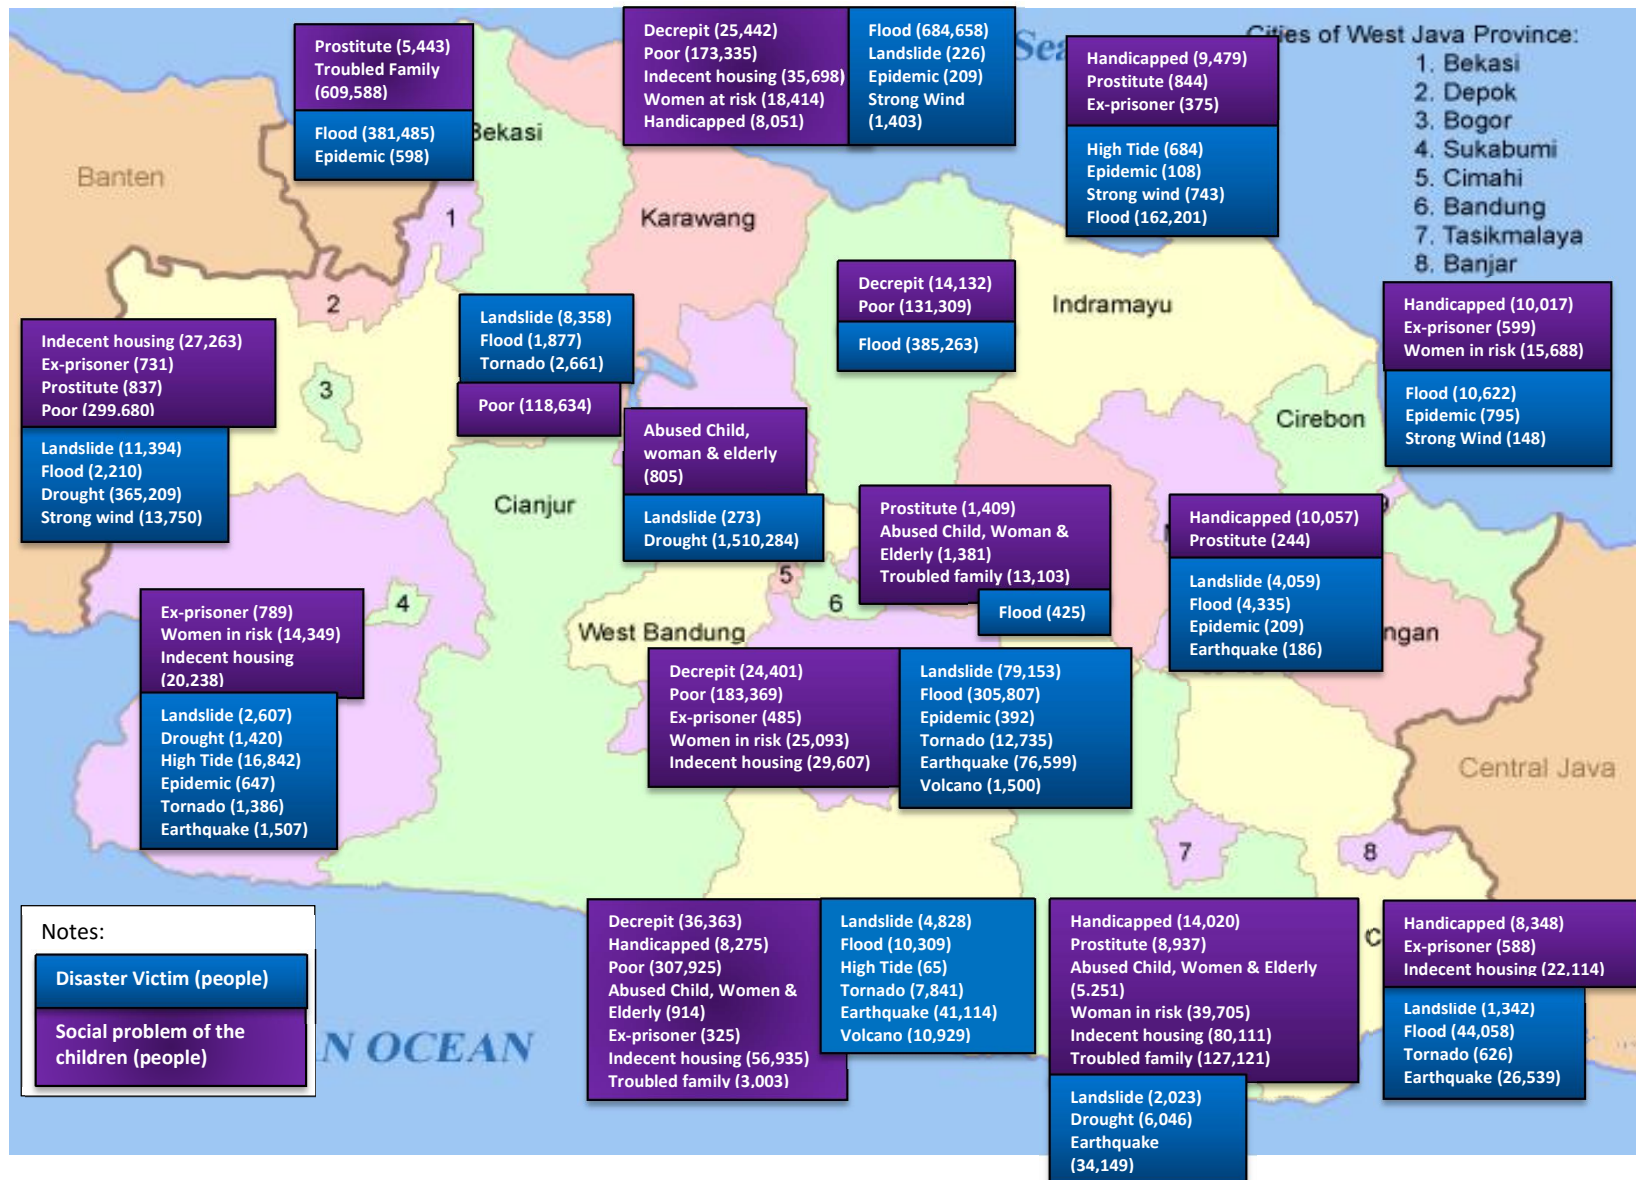 Prostitute (5,443)
Troubled Family
(609,588)
Flood (381,485)
Epidemic (598)
Decrepit (25,442)
Poor (173,335)
Indecent housing (35,698)
Women at risk (18,414)
Handicapped (8,051)
Flood (684,658)
Landslide (226)
Epidemic (209)
Strong Wind
(1,403)
Sea
Handicapped (9,479)
Prostitute (844)
Ex-prisoner (375)
High Tide (684)
Epidemic (108)
Strong wind (743)
Flood (162,201)
Cities of West Java Province:
1. Bekasi
2. Depok
3. Bogor
4. Sukabumi
5. Cimahi
6. Bandung
7. Tasikmalaya
8. Banjar
Banten
Bekasi
1
Karawang
2
Indramayu
Decrepit (14,132)
Poor (131,309)
Flood (385,263)
Handicapped (10,017)
Ex-prisoner (599)
Women in risk (15,688)
Flood (10,622)
Epidemic (795)
Strong Wind (148)
Indecent housing (27,263)
Ex-prisoner (731)
Prostitute (837)
Poor (299.680)
Landslide (11,394)
Flood (2,210)
Drought (365,209)
Strong wind (13,750)
3
Landslide (8,358)
Flood (1,877)
Tornado (2,661)
Poor (118,634)
Abused Child,
woman & elderly
(805)
Landslide (273)
Drought (1,510,284)
Cirebon
Cianjur
Prostitute (1,409)
Abused Child, Woman &
Elderly (1,381)
Troubled family (13,103)
Flood (425)
9
Handicapped (10,057)
Prostitute (244)
Landslide (4,059)
Flood (4,335)
Epidemic (209)
Earthquake (186)
ngan
5
6
4
West Bandung
Ex-prisoner (789)
Women in risk (14,349)
Indecent housing
(20,238)
Landslide (2,607)
Drought (1,420)
High Tide (16,842)
Epidemic (647)
Tornado (1,386)
Earthquake (1,507)
Decrepit (24,401)
Poor (183,369)
Ex-prisoner (485)
Women in risk (25,093)
Indecent housing (29,607)
Landslide (79,153)
Flood (305,807)
Epidemic (392)
Tornado (12,735)
Earthquake (76,599)
Volcano (1,500)
Central Java
7
8
Notes:
Disaster Victim (people)
Social problem of the
children (people)
N OCEAN
Decrepit (36,363)
Handicapped (8,275)
Poor (307,925)
Abused Child, Women &
Elderly (914)
Ex-prisoner (325)
Indecent housing (56,935)
Troubled family (3,003)
Landslide (4,828)
Flood (10,309)
High Tide (65)
Tornado (7,841)
Earthquake (41,114)
Volcano (10,929)
Handicapped (14,020)
Prostitute (8,937)
Abused Child, Women & Elderly
(5.251)
Woman in risk (39,705)
Indecent housing (80,111)
Troubled family (127,121)
Landslide (2,023)
Drought (6,046)
Earthquake
(34,149)
C
Handicapped (8,348)
Ex-prisoner (588)
Indecent housing (22,114)
Landslide (1,342)
Flood (44,058)
Tornado (626)
Earthquake (26,539)